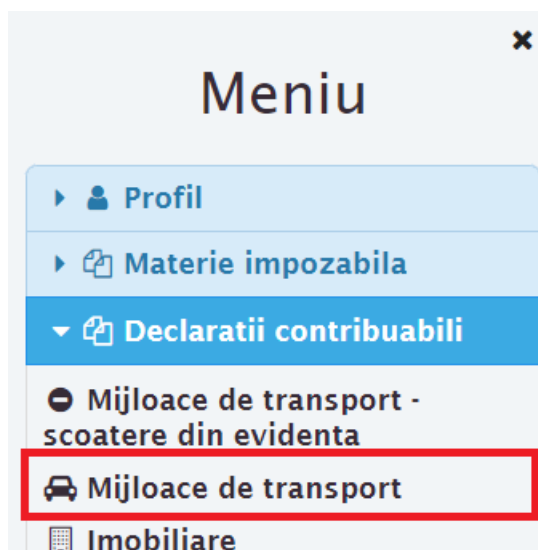 Meniu
Profil
Materie impozabila
Declaratii contribuabili
Mijloace de transport -
scoatere din evidenta
Mijloace de transport
Imobiliare